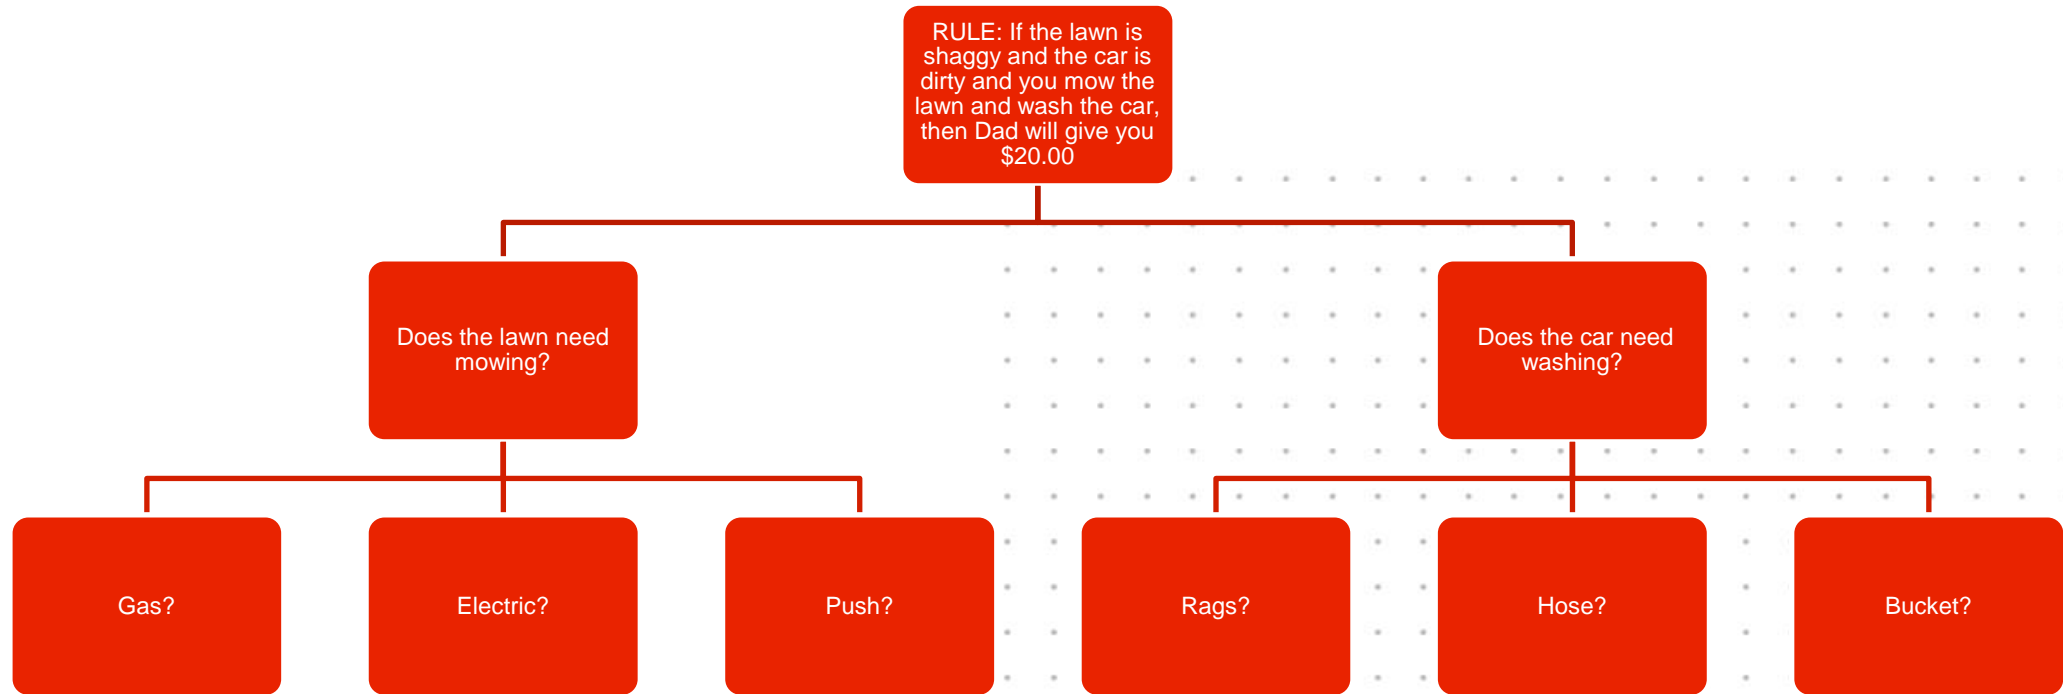 RULE: If the lawn is
shaggy and the car is
dirty and you mow the
lawn and wash the car,
then Dad will give you
$20.00
Does the lawn need
mowing?
Does the car need
washing?
Gas?
Electric?
Push?
Rags?
Hose?
Bucket?